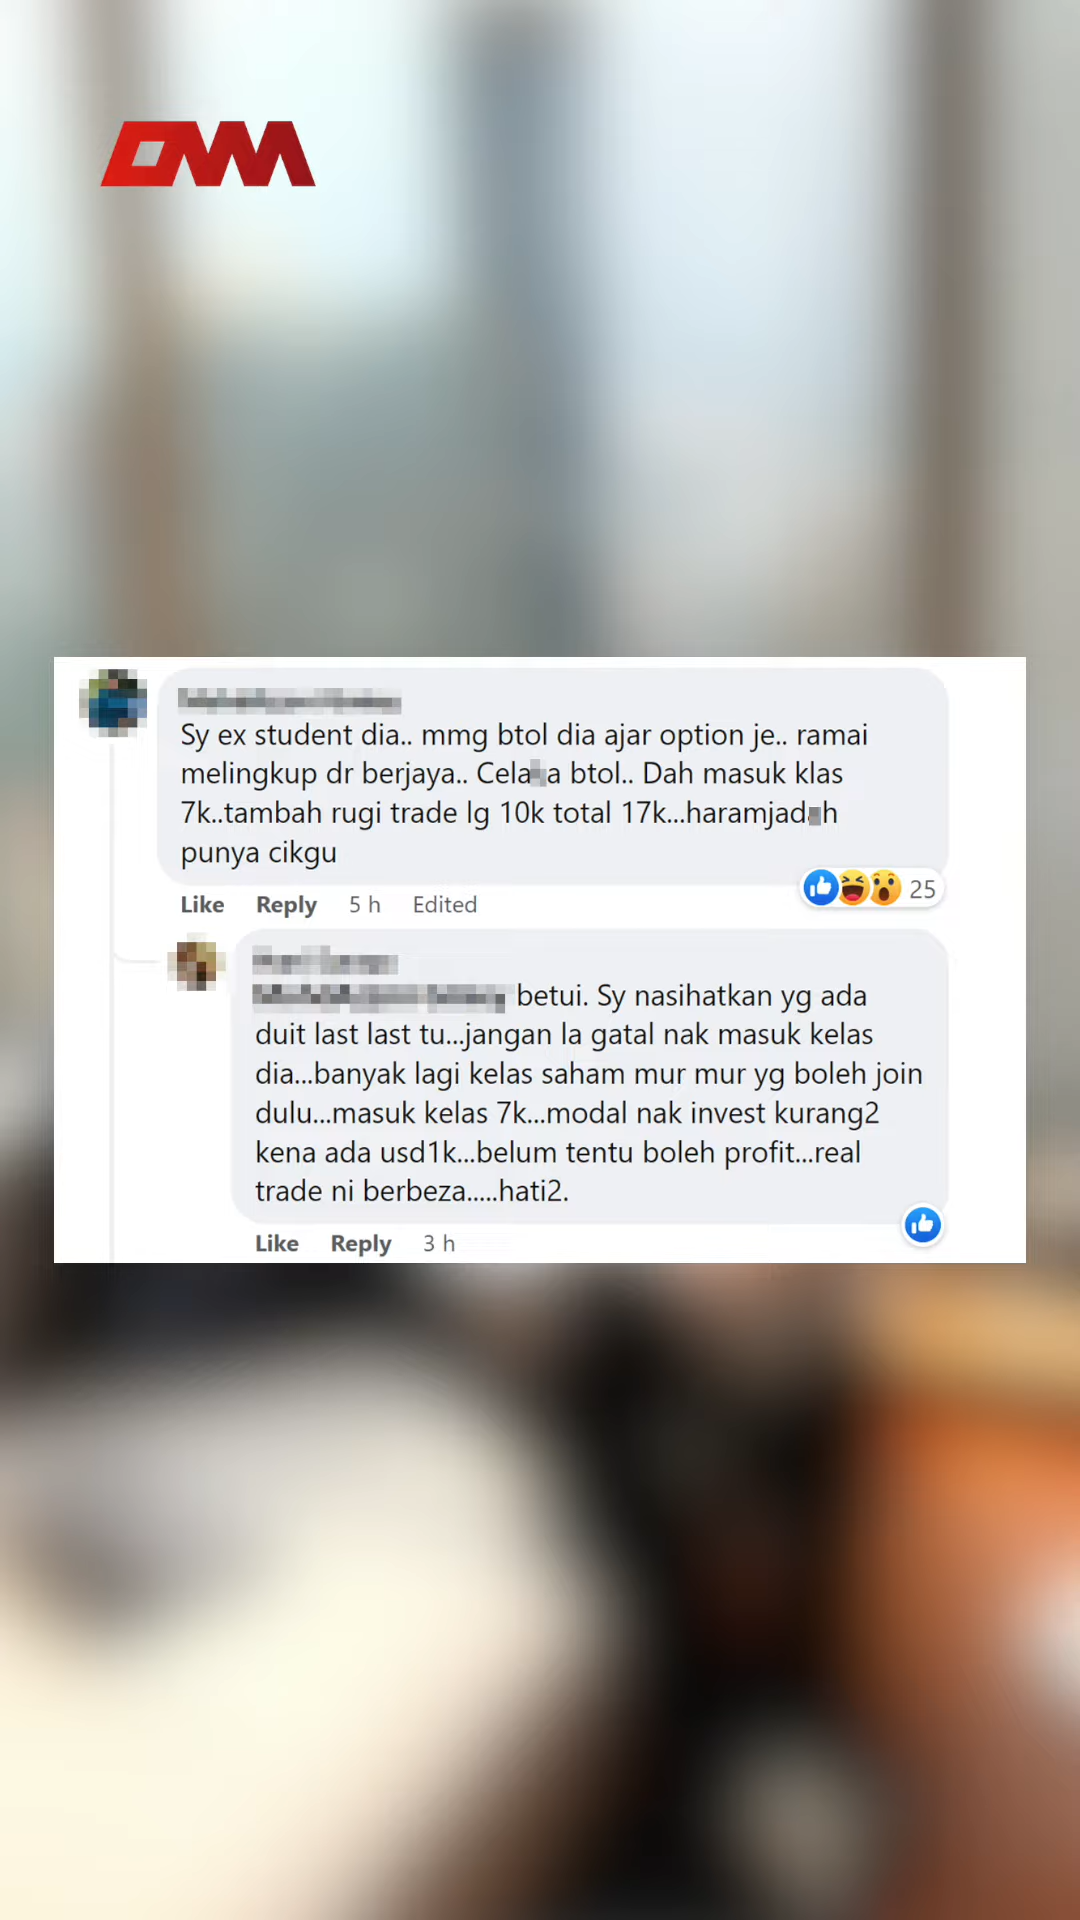 OMM
Sy ex student dia.. mmg btol dia ajar option je.. ramai
melingkup dr berjaya.. Cela a btol.. Dah masuk klas
7k..tambah rugi trade lg 10k total 17k...haramjad h
punya cikgu
Like Reply 5 h Edited 25
betui. Sy nasihatkan yg ada
duit last last tu...jangan la gatal nak masuk kelas
dia...banyak lagi kelas saham mur mur yg boleh join
dulu...masuk kelas 7k...modal nak invest kurang2
kena ada usd1k...belum tentu boleh profit...real
trade ni berbeza.....hati2.
Like Reply 3 h